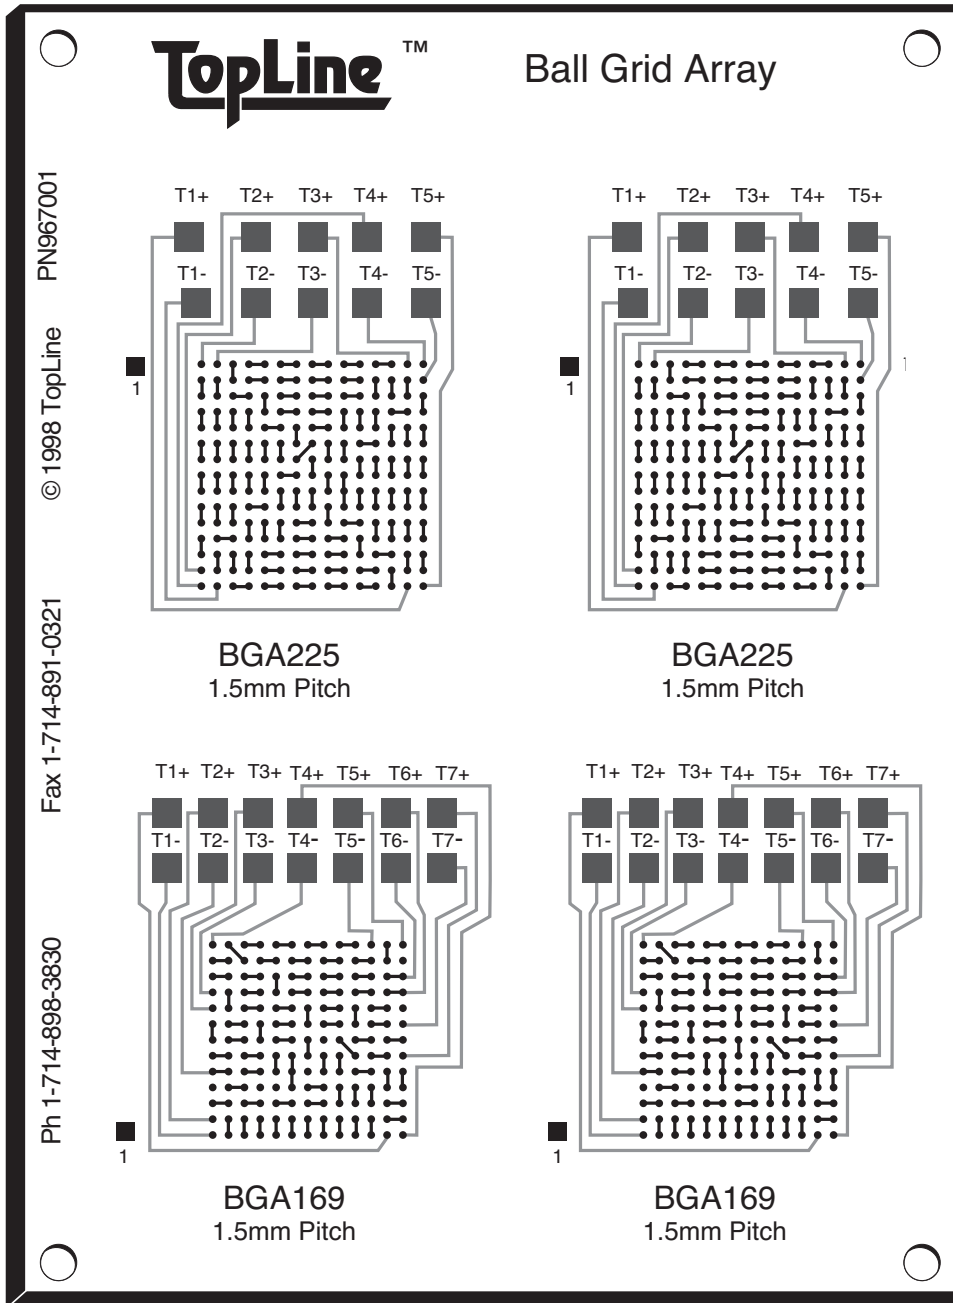 TopLine ™
Ball Grid Array
PN967001
© 1998 TopLine
Fax 1-714-891-0321
Ph 1-714-898-3830
T1+ T2+ T3+ T4+ T5+
T1- T2- T3- T4- T5-
1
BGA225
1.5mm Pitch
T1+ T2+ T3+ T4+ T5+
T1- T2- T3- T4- T5-
1
BGA225
1.5mm Pitch
T1+ T2+ T3+ T4+ T5+ T6+ T7+
T1- T2- T3- T4- T5- T6- T7-
1
BGA169
1.5mm Pitch
T1+ T2+ T3+ T4+ T5+ T6+ T7+
T1- T2- T3- T4- T5- T6- T7-
1
BGA169
1.5mm Pitch